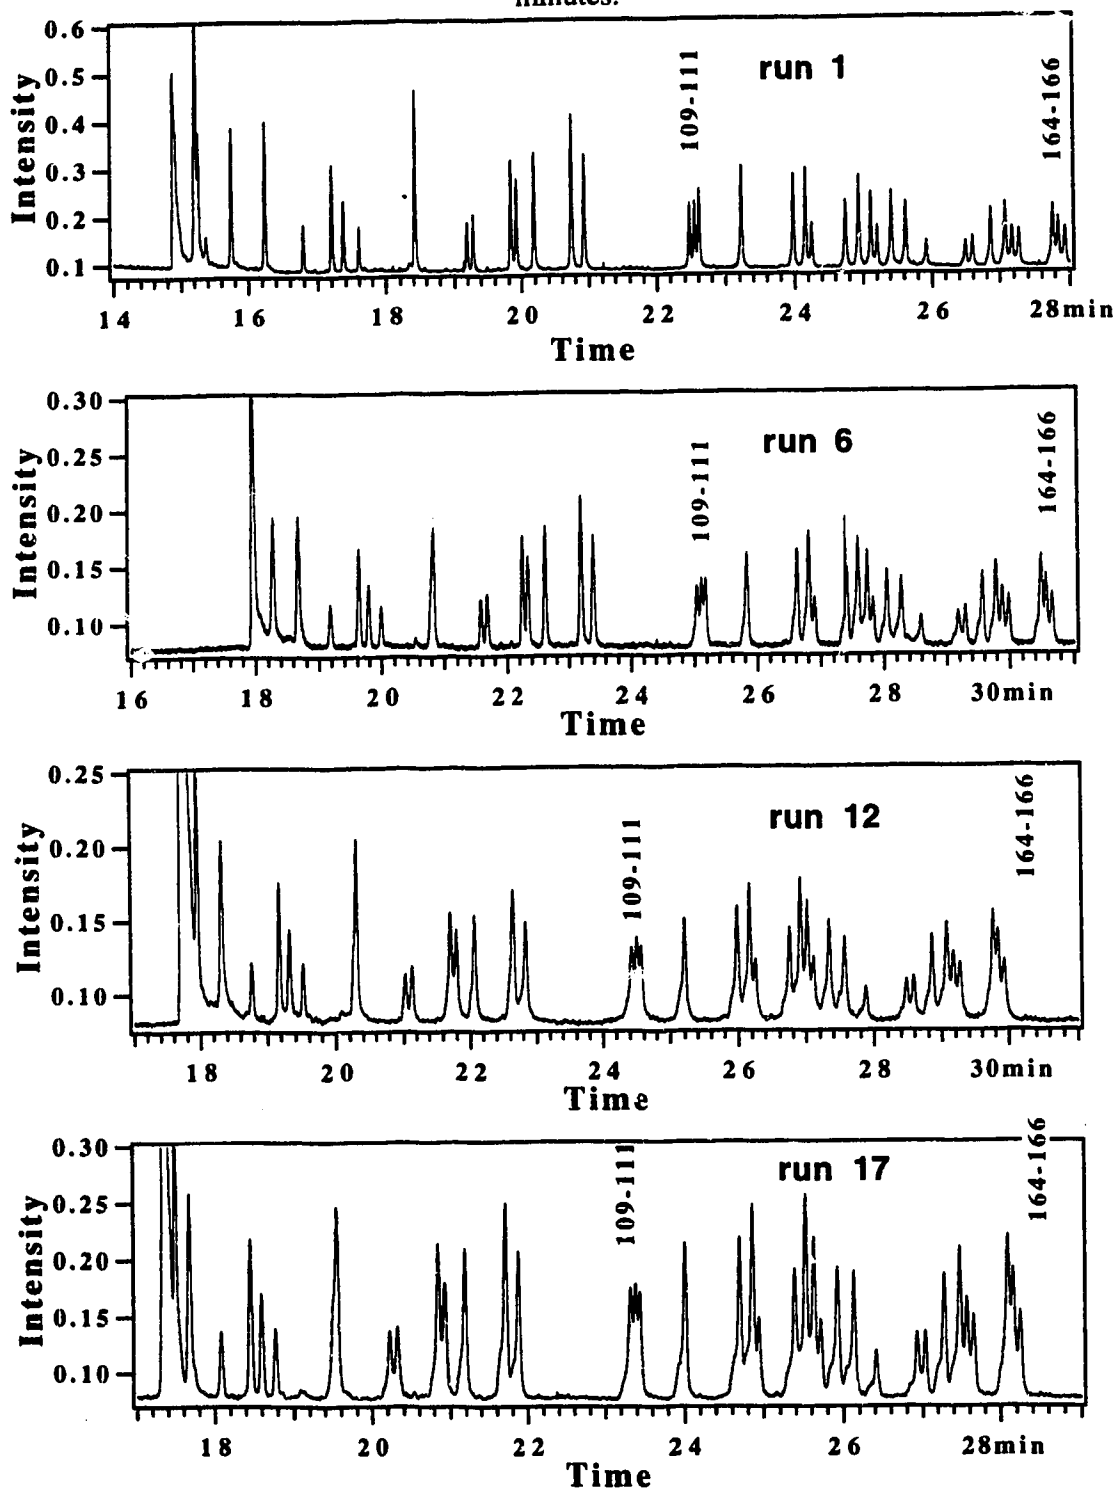 minutes.
0.6
0.5
0.4
0.3
0.2
0.1
Intensity
109-111
run 1
164-166
14 16 18 20 22 24 26 28min
Time
0.30
0.25
0.20
0.15
0.10
Intensity
109-111
run 6
164-166
16 18 20 22 24 26 28 30min
Time
0.25
0.20
0.15
0.10
Intensity
109-111
run 12
164-166
18 20 22 24 26 28 30min
Time
0.30
0.25
0.20
0.15
0.10
Intensity
109-111
run 17
164-166
18 20 22 24 26 28min
Time